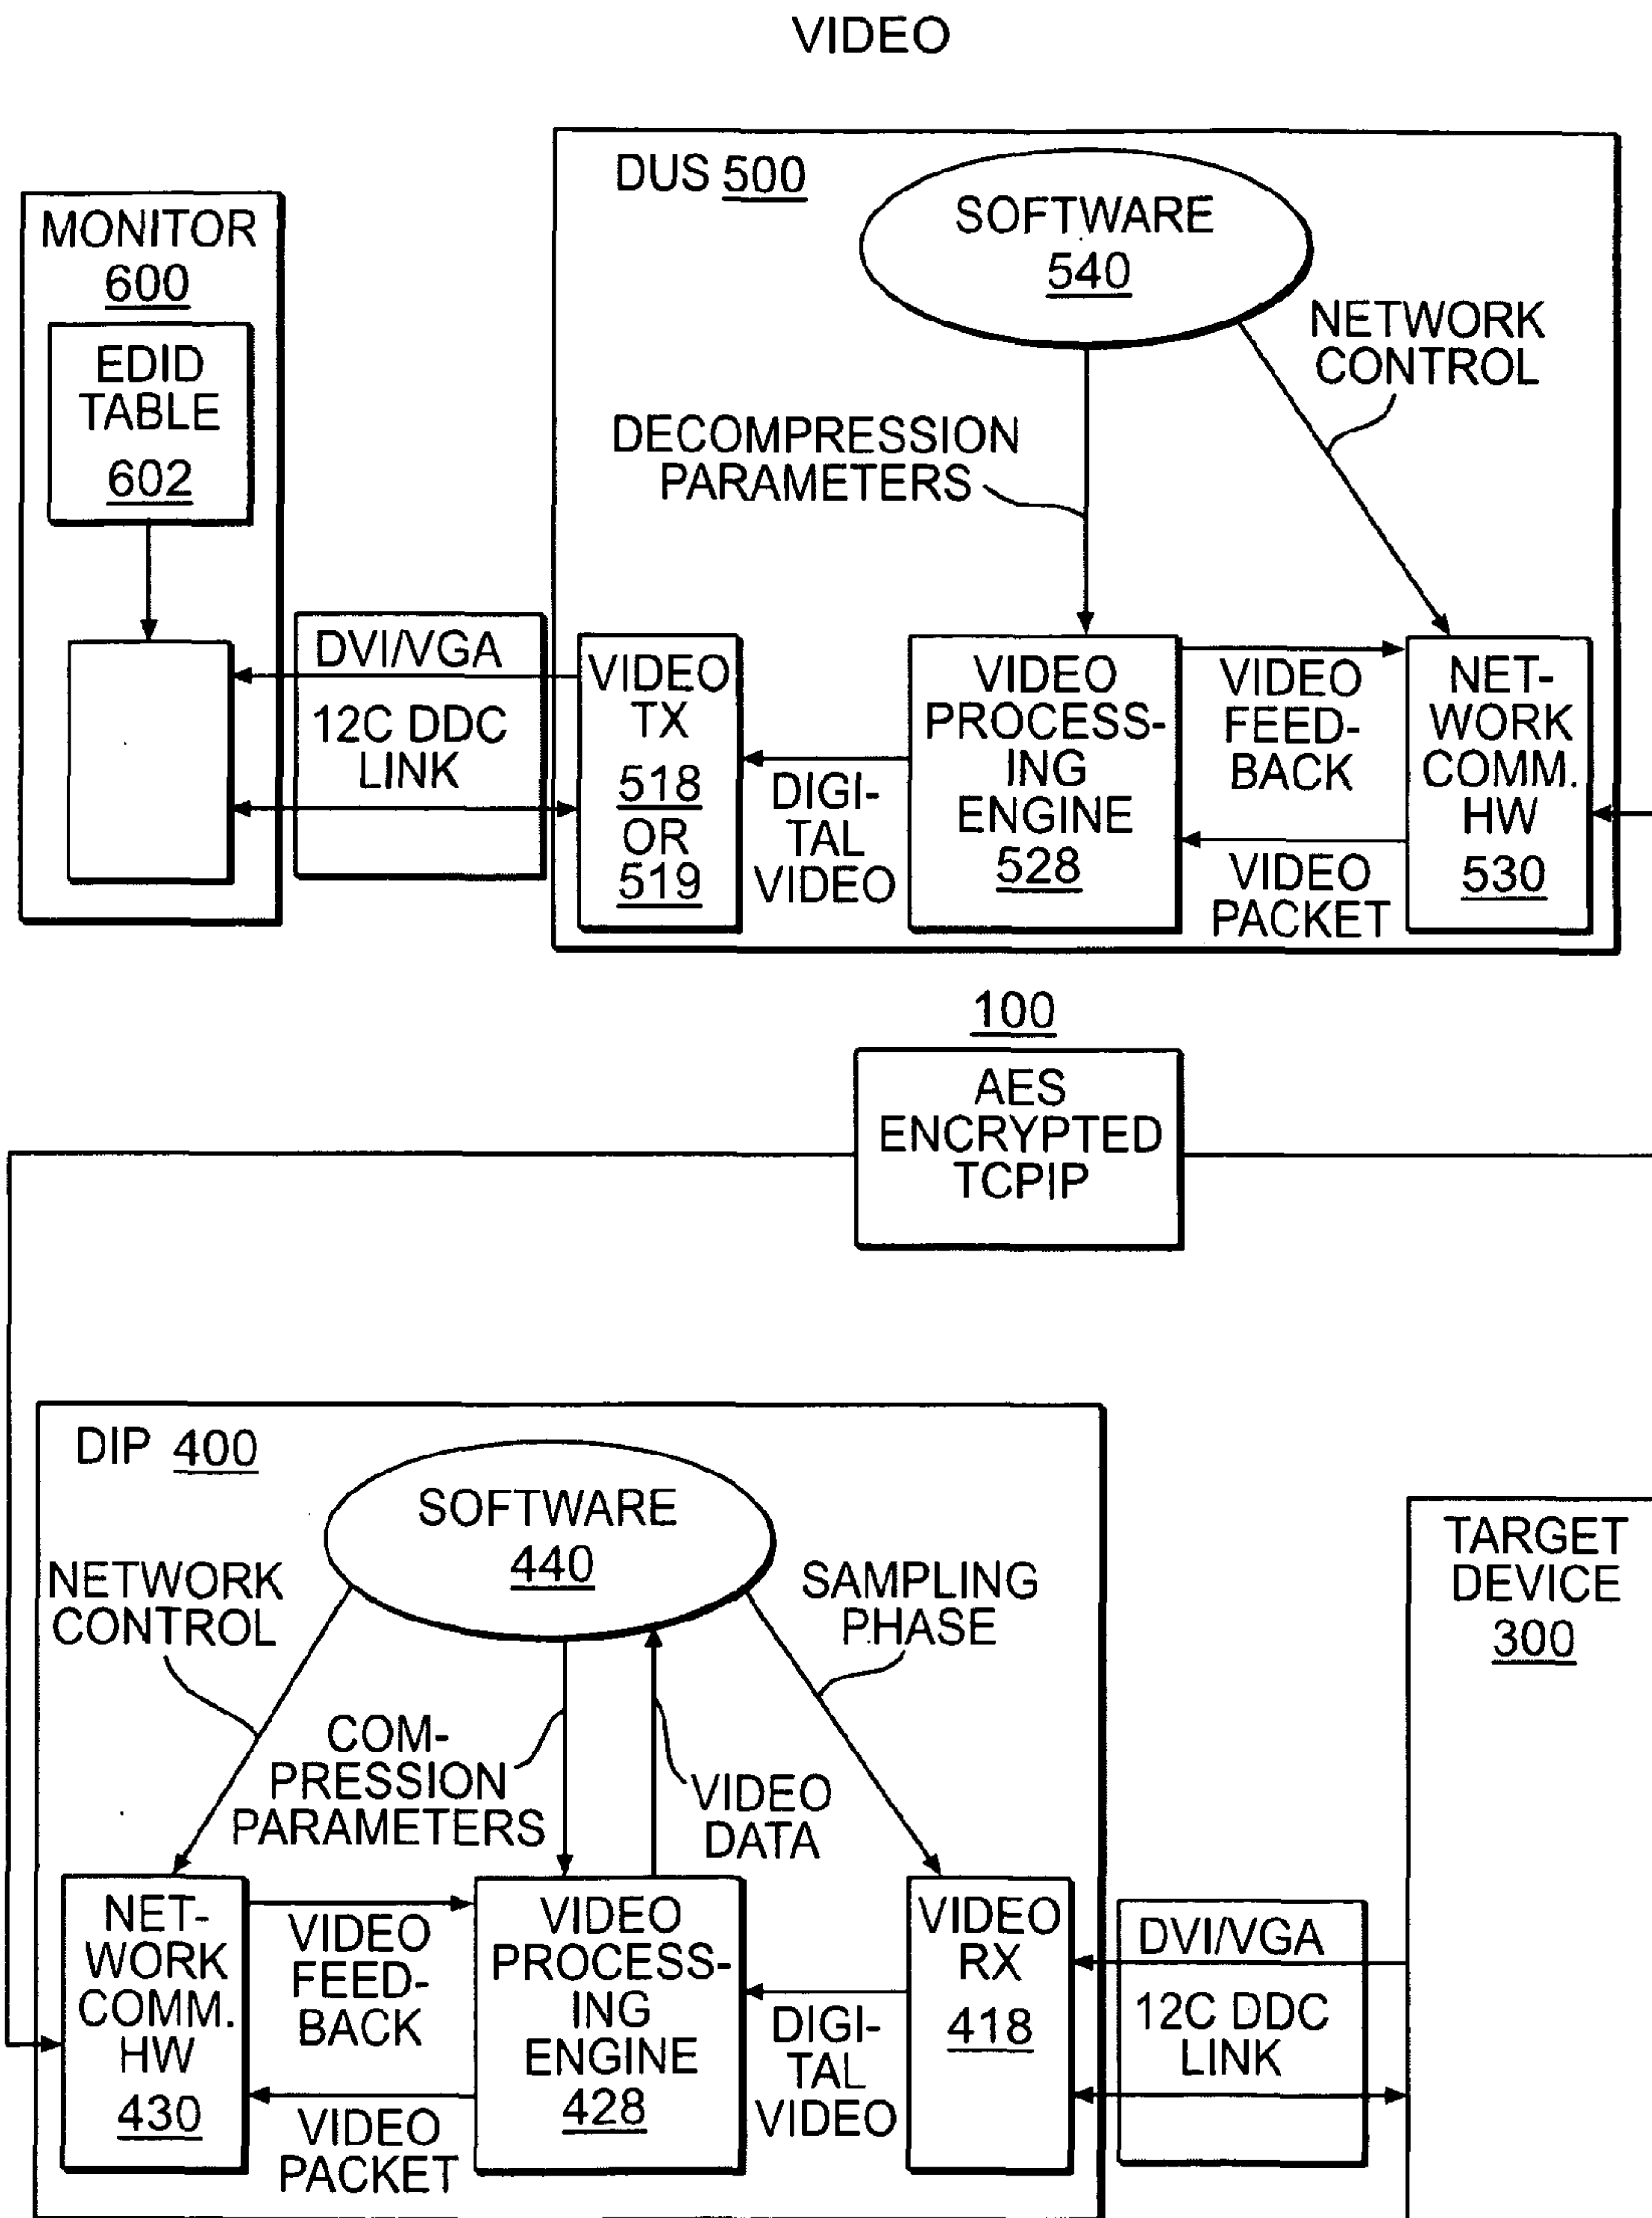 VIDEO
DUS 500
SOFTWARE
540
NETWORK
CONTROL
DECOMPRESSION
PARAMETERS
MONITOR
600
EDID
TABLE
602
DVI/VGA
12C DDC
LINK
VIDEO
TX
518
OR
519
DIGI-
TAL
VIDEO
VIDEO
PROCESS-
ING
ENGINE
528
VIDEO
FEED-
BACK
VIDEO
PACKET
NET-
WORK
COMM.
HW
530
100
AES
ENCRYPTED
TCPIP
DIP 400
SOFTWARE
440
NETWORK
CONTROL
SAMPLING
PHASE
COM-
PRESSION
PARAMETERS
VIDEO
DATA
NET-
WORK
COMM.
HW
430
VIDEO
FEED-
BACK
VIDEO
PACKET
VIDEO
PROCESS-
ING
ENGINE
428
DIGI-
TAL
VIDEO
VIDEO
RX
418
DVI/VGA
12C DDC
LINK
TARGET
DEVICE
300